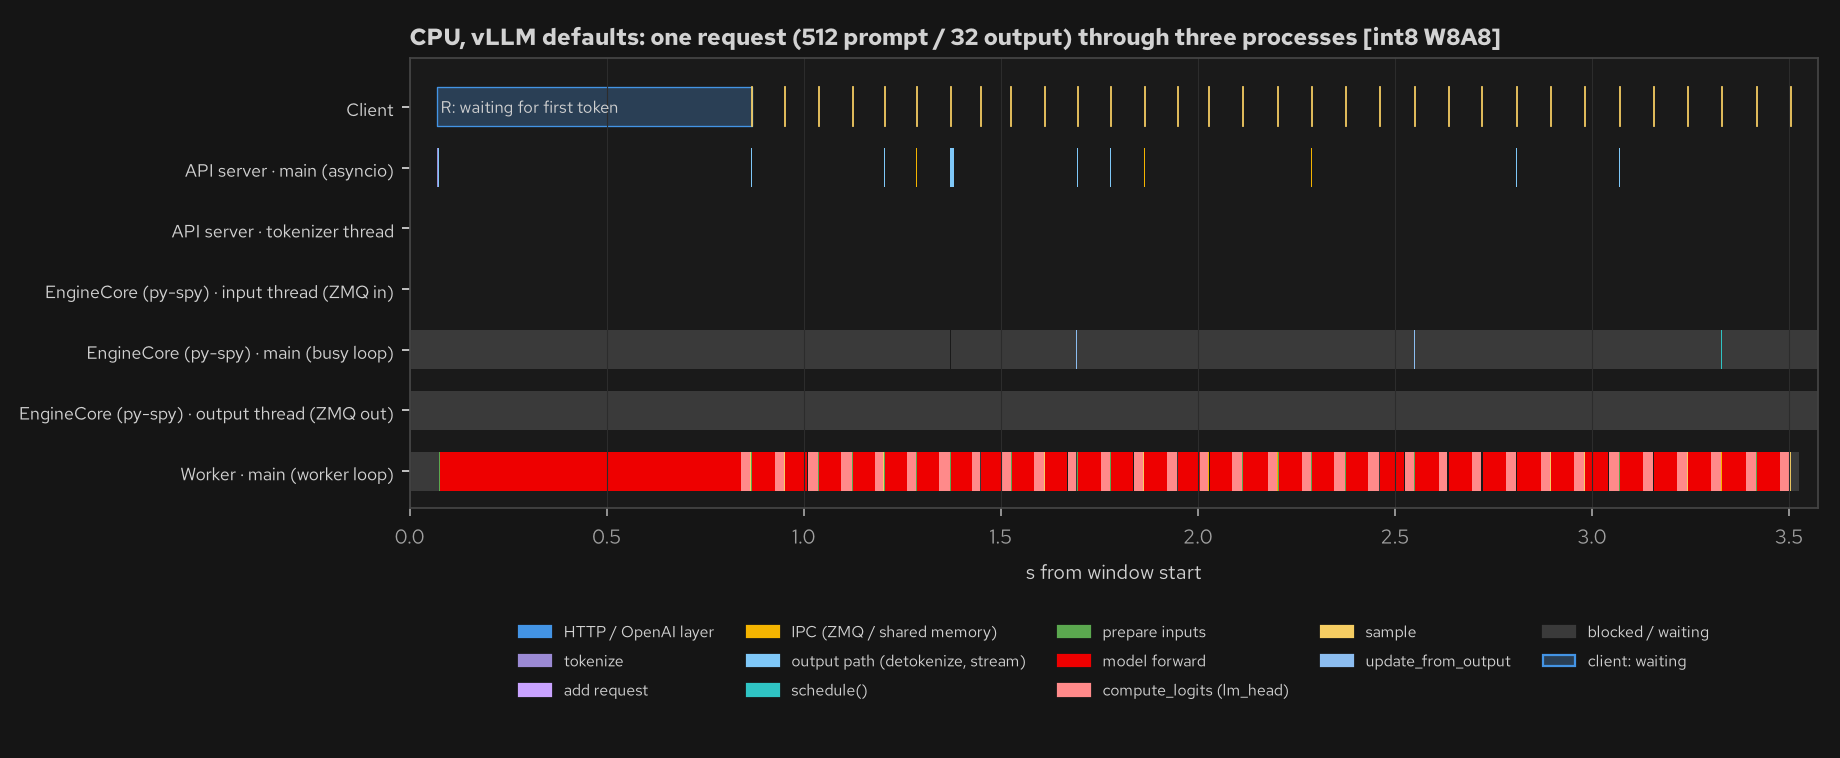 CPU, vLLM defaults: one request (512 prompt / 32 output) through three processes [int8 W8A8]
Client
R: waiting for first token
API server · main (asyncio)
API server · tokenizer thread
EngineCore (py-spy) · input thread (ZMQ in)
EngineCore (py-spy) · main (busy loop)
EngineCore (py-spy) · output thread (ZMQ out)
Worker · main (worker loop)
0.0 0.5 1.0 1.5 2.0 2.5 3.0 3.5
s from window start
HTTP / OpenAI layer IPC (ZMQ / shared memory) prepare inputs sample blocked / waiting
tokenize output path (detokenize, stream) model forward update_from_output client: waiting
add request schedule() compute_logits (lm_head)